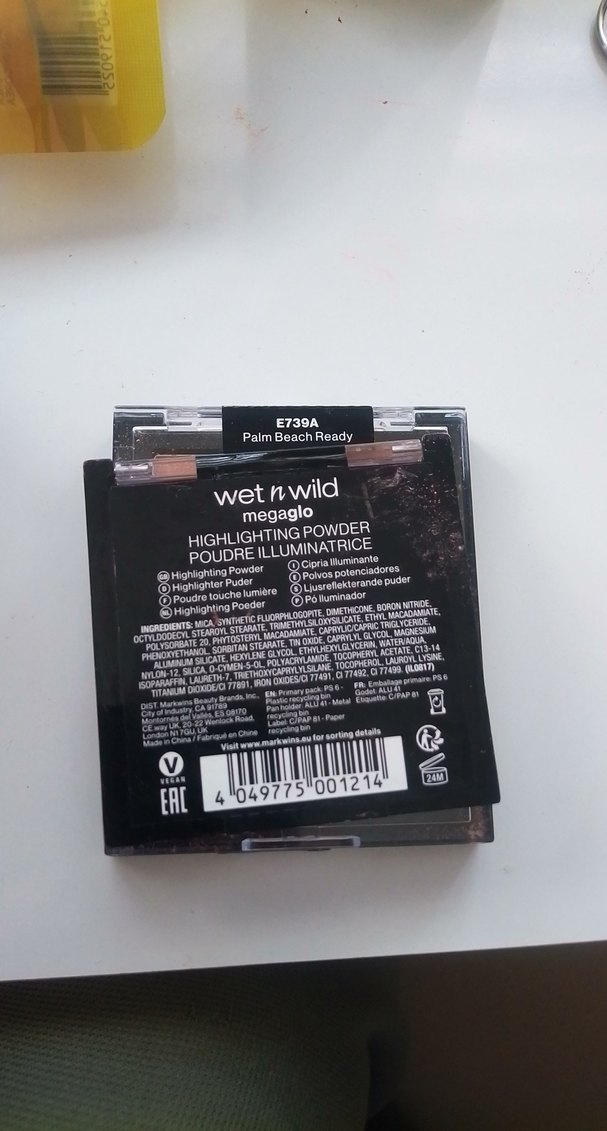 E739A
Palm Beach Ready
wet n wild
megaglo
HIGHLIGHTING POWDER
POUDRE ILLUMINATRICE
GB Highlighting Powder
D Highlighter Puder
F Poudre touche lumière
NL Highlighting Poeder
I Cipria Illuminante
E Polvos potenciadores
S Ljusreflekterande puder
P Pó Iluminador
INGREDIENTS: MICA, SYNTHETIC FLUORPHLOGOPITE, DIMETHICONE, BORON NITRIDE,
OCTYLDODECYL STEAROYL STEARATE, TRIMETHYLSILOXYSILICATE, ETHYL MACADAMIATE,
POLYSORBATE 20, PHYTOSTERYL MACADAMIATE, CAPRYLIC/CAPRIC TRIGLYCERIDE,
PHENOXYETHANOL, SORBITAN STEARATE, TIN OXIDE, CAPRYLYL GLYCOL, MAGNESIUM
ALUMINUM SILICATE, HEXYLENE GLYCOL, ETHYLHEXYLGLYCERIN, WATER/AQUA,
NYLON-12, SILICA, O-CYMEN-5-OL, POLYACRYLAMIDE, TOCOPHERYL ACETATE, C13-14
ISOPARAFFIN, LAURETH-7, TRIETHOXYCAPRYLYLSILANE, TOCOPHEROL, LAUROYL LYSINE,
TITANIUM DIOXIDE/CI 77891, IRON OXIDES/CI 77491, CI 77492, CI 77499. (IL0817)
DIST. Markwins Beauty Brands, Inc.,
City of Industry, CA 91789
Montornés del Vallès, ES 08170
CE.way UK, 20-22 Wenlock Road,
London N17GU, UK
Made in China / Fabriqué en Chine
EN: Primary pack: PS 6 -
Plastic recycling bin
Pan holder: ALU 41 - Metal
recycling bin
Label: C/PAP 81 - Paper
recycling bin
FR: Emballage primaire: PS 6
Godet: ALU 41
Étiquette: C/PAP 81
Visit www.markwins.eu for sorting details
VEGAN
EAC
4 049775 001214
24M